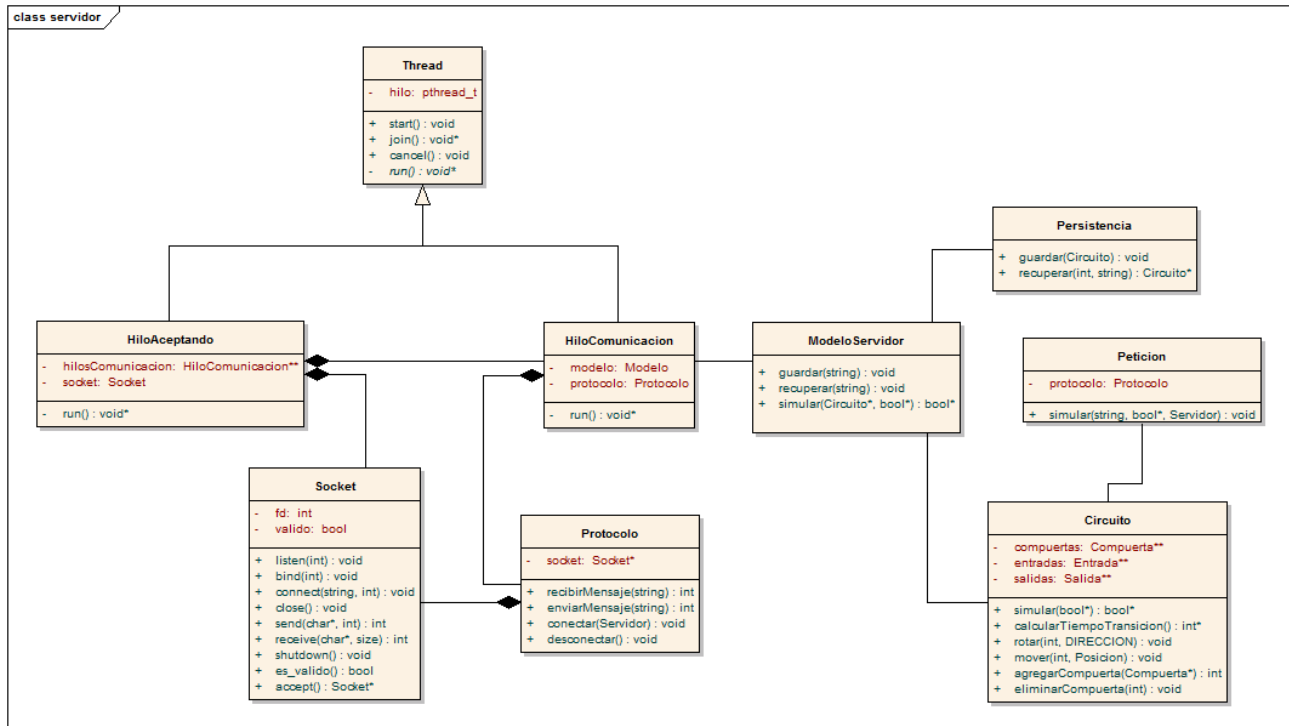 class servidor
Thread
- hilo: pthread_t
+ start() : void
+ join() : void*
+ cancel() : void
- run() : void*
Persistencia
+ guardar(Circuito) : void
+ recuperar(int, string) : Circuito*
HiloAceptando
- hilosComunicacion: HiloComunicacion**
- socket: Socket
- run() : void*
HiloComunicacion
- modelo: Modelo
- protocolo: Protocolo
- run() : void*
ModeloServidor
+ guardar(string) : void
+ recuperar(string) : void
+ simular(Circuito*, bool*) : bool*
Peticion
- protocolo: Protocolo
+ simular(string, bool*, Servidor) : void
Socket
- fd: int
- valido: bool
+ listen(int) : void
+ bind(int) : void
+ connect(string, int) : void
+ close() : void
+ send(char*, int) : int
+ receive(char*, size) : int
+ shutdown() : void
+ es_valido() : bool
+ accept() : Socket*
Protocolo
- socket: Socket*
+ recibirMensaje(string) : int
+ enviarMensaje(string) : int
+ conectar(Servidor) : void
+ desconectar() : void
Circuito
- compuertas: Compuerta**
- entradas: Entrada**
- salidas: Salida**
+ simular(bool*) : bool*
+ calcularTiempoTransicion() : int*
+ rotar(int, DIRECCION) : void
+ mover(int, Posicion) : void
+ agregarCompuerta(Compuerta*) : int
+ eliminarCompuerta(int) : void